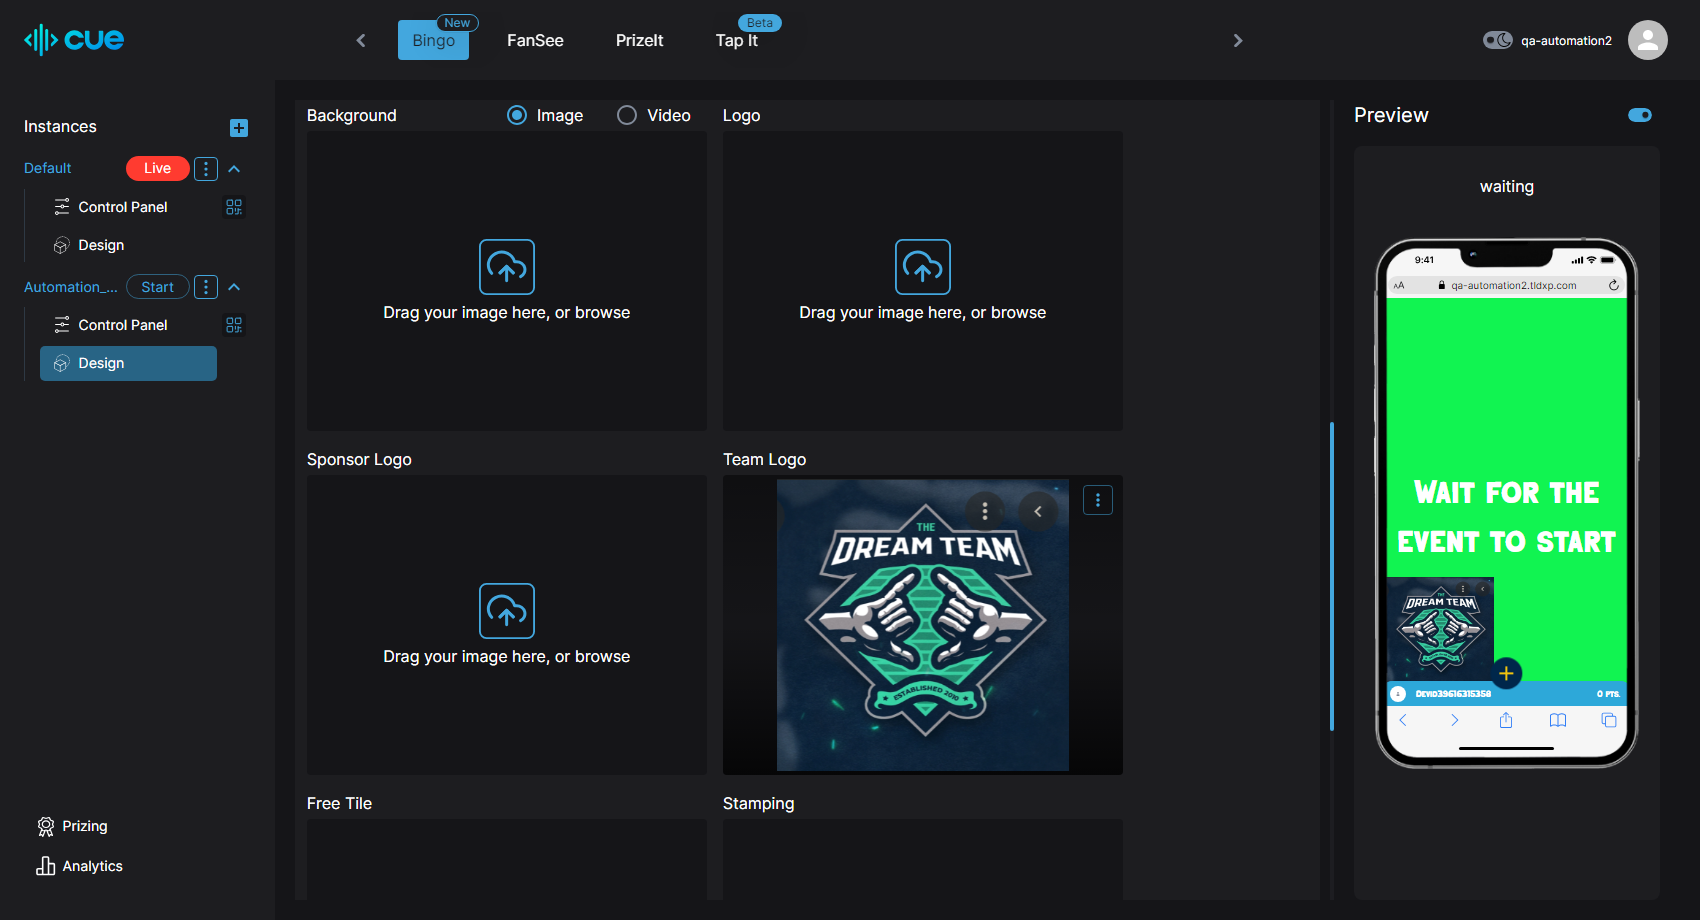 cue
Bingo
New
FanSee
PrizeIt
Tap It
Beta
qa-automation2
Instances
Default
Live
Control Panel
Design
Automation_...
Start
Control Panel
Design
Prizing
Analytics
Background
Image
Video
Logo
Drag your image here, or browse
Drag your image here, or browse
Sponsor Logo
Team Logo
Drag your image here, or browse
THE
DREAM TEAM
ESTABLISHED 2010
Free Tile
Stamping
Preview
waiting
9:41
AA
qa-automation2.tldxp.com
WAIT FOR THE
EVENT TO START
THE
DREAM TEAM
ESTABLISHED 2010
DEVID39616315358
0 PTS.